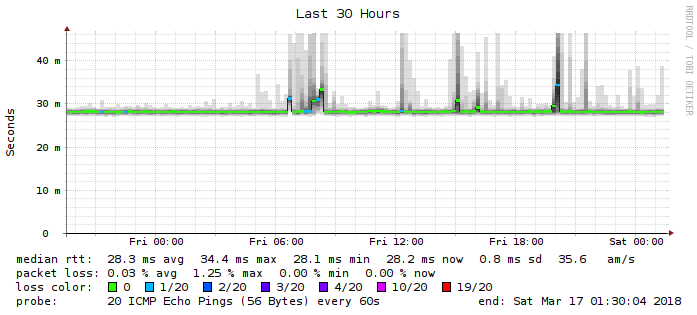 Last 30 Hours
RRDTOOL / TOBI OETIKER
Seconds
40 m
30 m
20 m
10 m
0
Fri 00:00 Fri 06:00 Fri 12:00 Fri 18:00 Sat 00:00
median rtt: 28.3 ms avg 34.4 ms max 28.1 ms min 28.2 ms now 0.8 ms sd 35.6 am/s
packet loss: 0.03 % avg 1.25 % max 0.00 % min 0.00 % now
loss color: 0 1/20 2/20 3/20 4/20 10/20 19/20
probe: 20 ICMP Echo Pings (56 Bytes) every 60s end: Sat Mar 17 01:30:04 2018